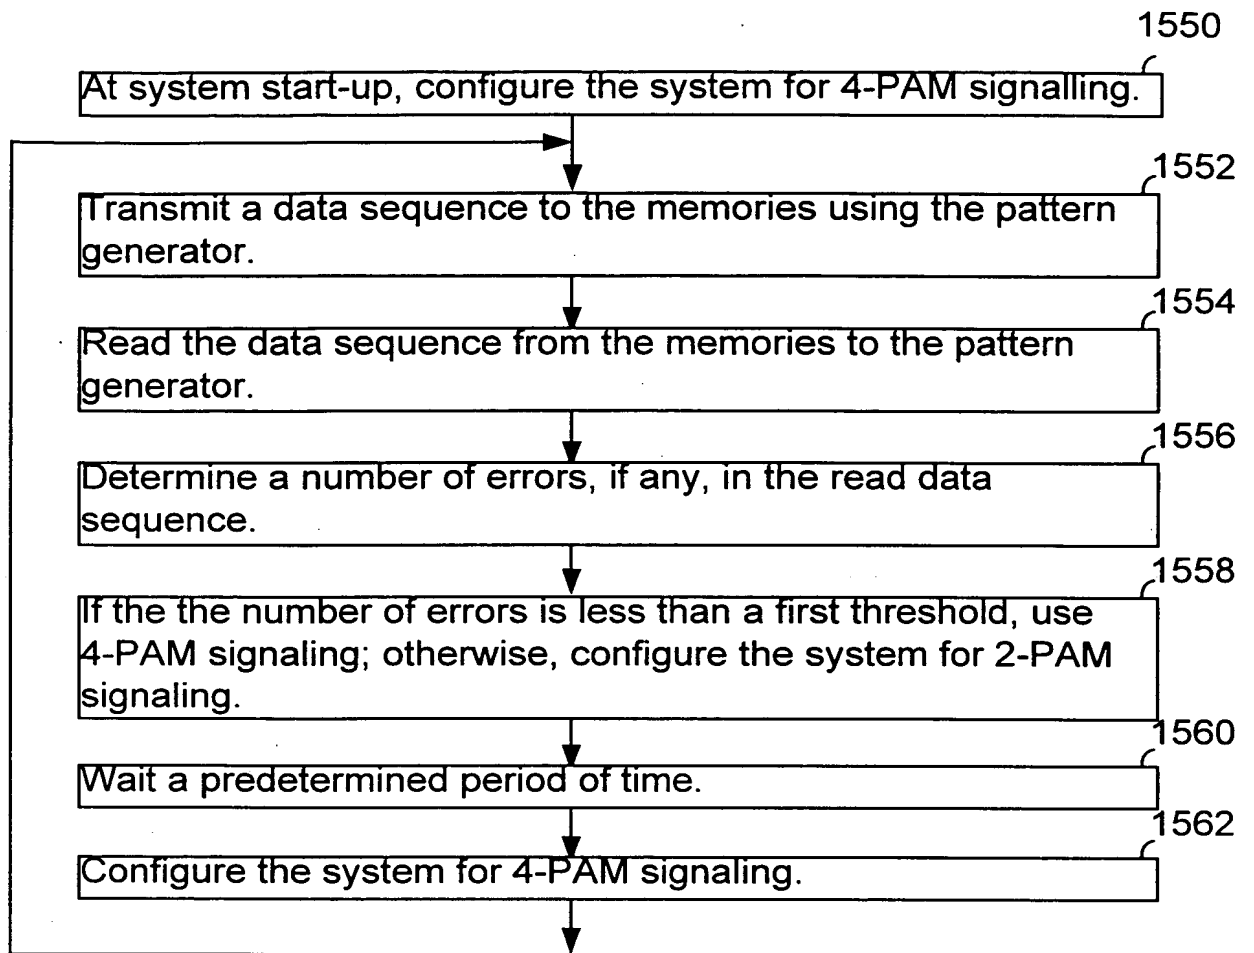 1550
At system start-up, configure the system for 4-PAM signalling.
1552
Transmit a data sequence to the memories using the pattern
generator.
1554
Read the data sequence from the memories to the pattern
generator.
1556
Determine a number of errors, if any, in the read data
sequence.
1558
If the the number of errors is less than a first threshold, use
4-PAM signaling; otherwise, configure the system for 2-PAM
signaling.
1560
Wait a predetermined period of time.
1562
Configure the system for 4-PAM signaling.